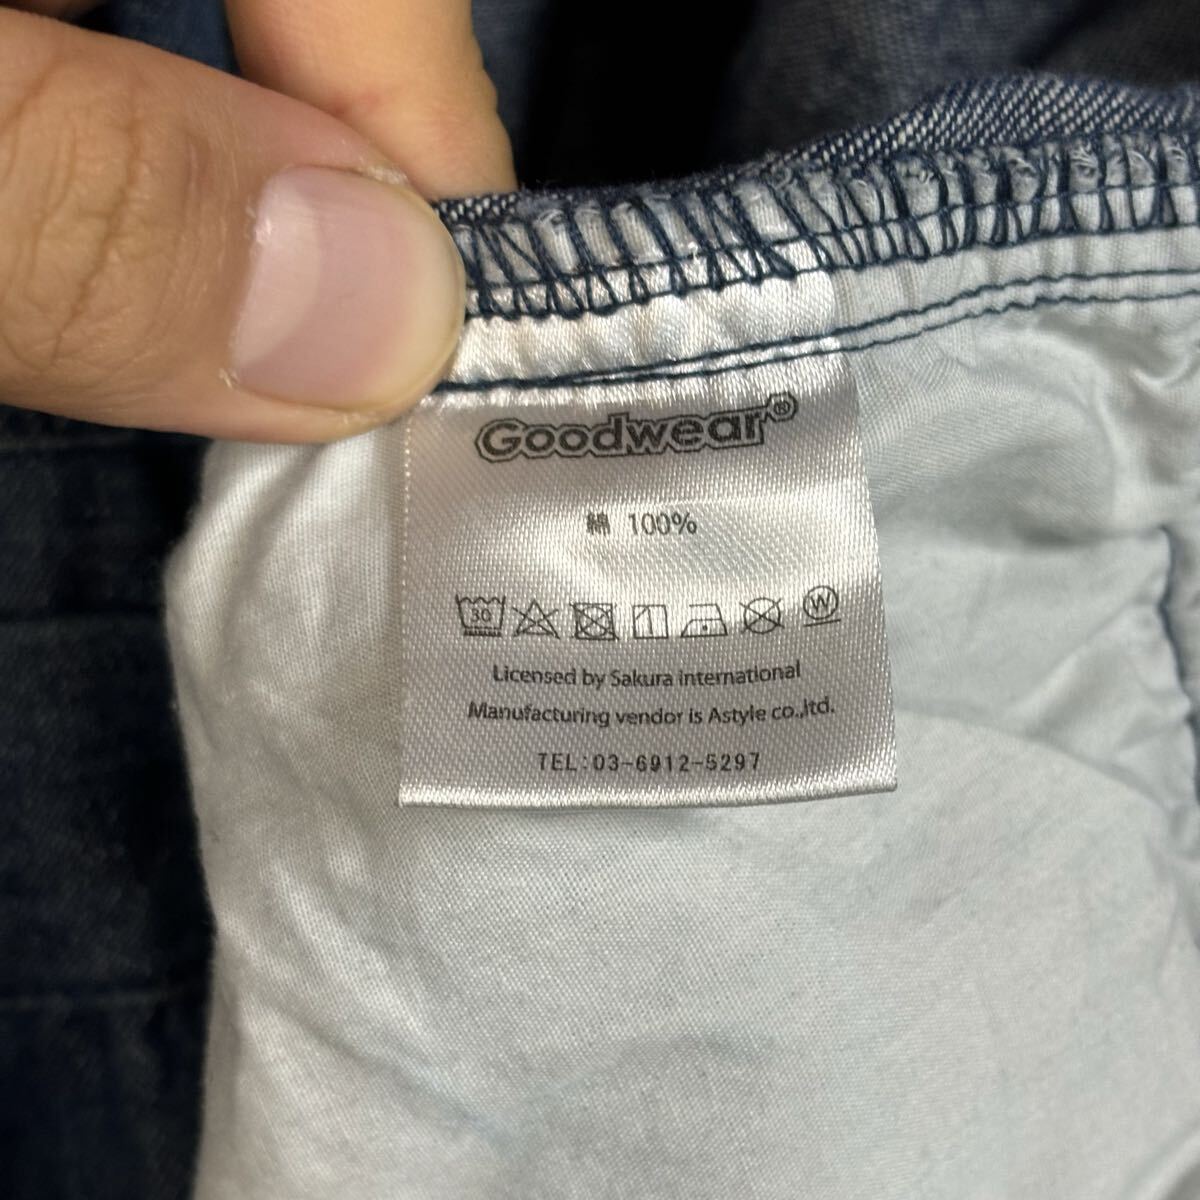 Goodwear®
綿 100%
30
W
Licensed by Sakura international
Manufacturing vendor is Astyle co.,ltd.
TEL:03-6912-5297